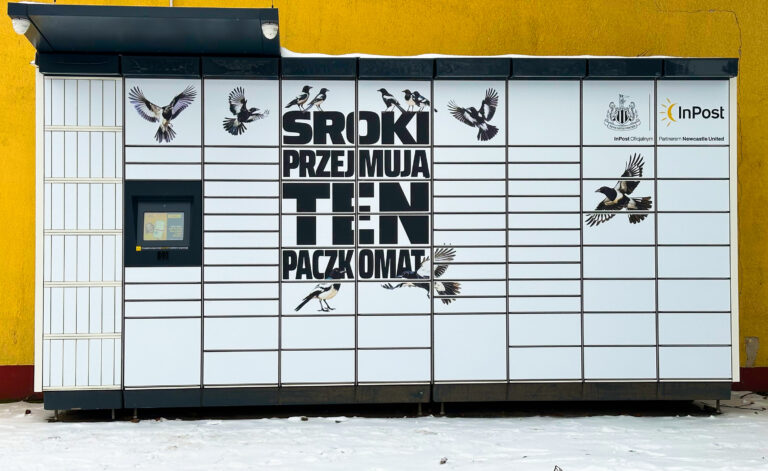 SROKI
PRZEJMUJĄ
TEN
PACZKOMAT
InPost
InPost Oficjalnym Partnerem Newcastle United